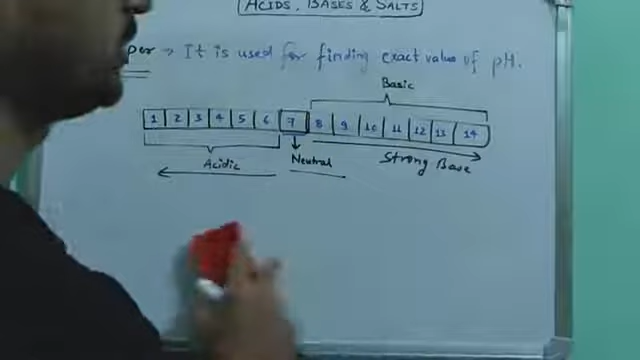 ACIDS, BASES & SALTS
per → It is used for finding exact value of pH.
Basic
1 2 3 4 5 6 7 8 9 10 11 12 13 14
Acidic Neutral Strong Base